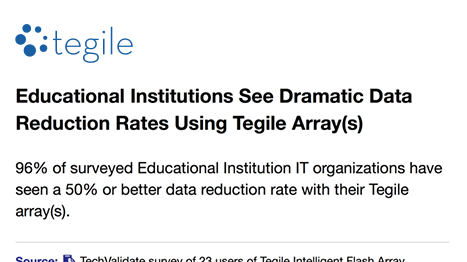 tegile
Educational Institutions See Dramatic Data
Reduction Rates Using Tegile Array(s)
96% of surveyed Educational Institution IT organizations have
seen a 50% or better data reduction rate with their Tegile
array(s).
Source: TechValidate survey of 23 users of Tegile Intelligent Flash Array